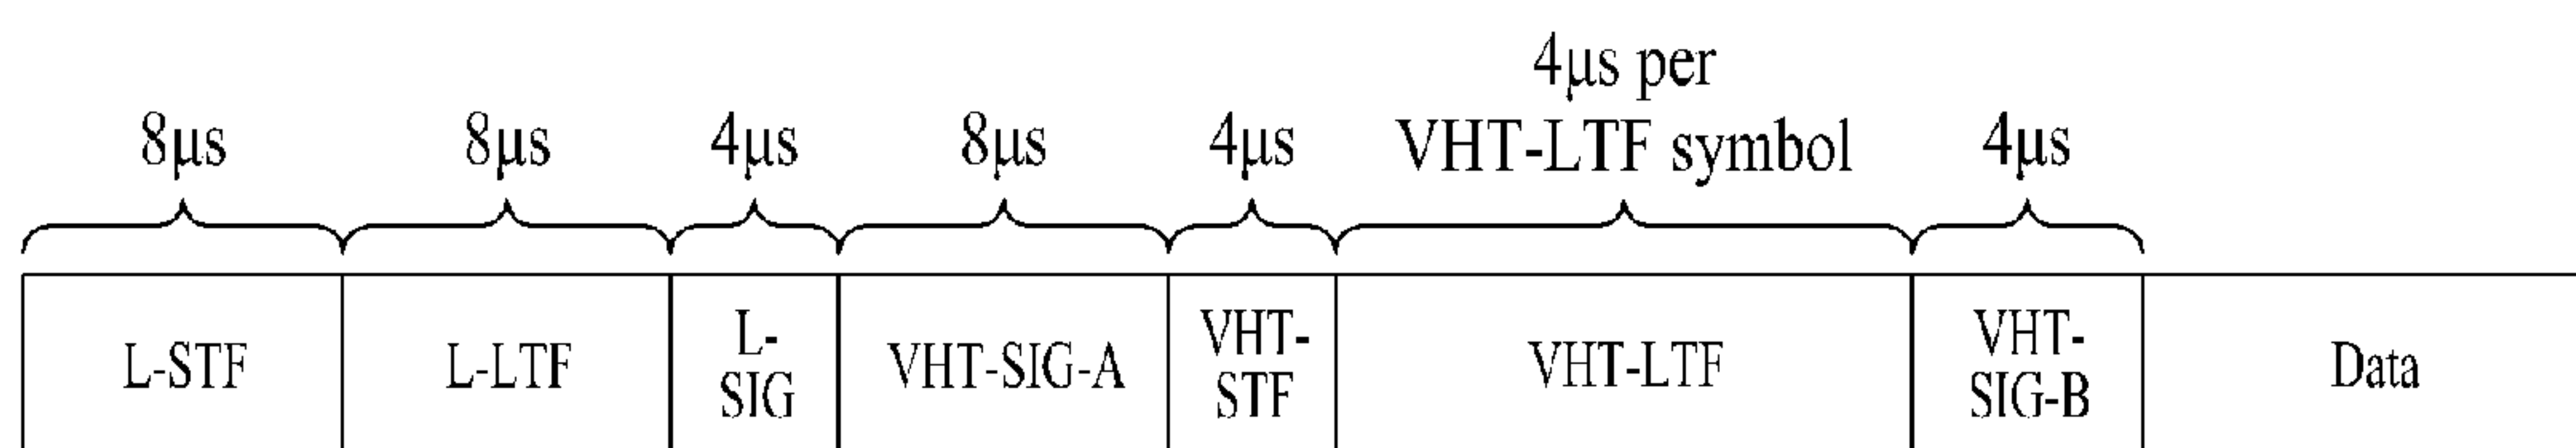 4μs per
8μs 8μs 4μs 8μs 4μs VHT-LTF symbol 4μs
L-STF L-LTF L- VHT-SIG-A VHT- VHT-LTF VHT- Data
SIG STF SIG-B